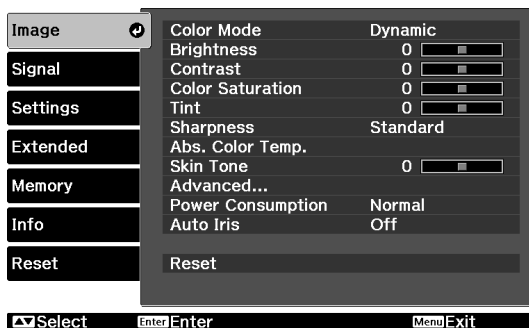 Image
Signal
Settings
Extended
Memory
Info
Reset
Color Mode Dynamic
Brightness 0
Contrast 0
Color Saturation 0
Tint 0
Sharpness Standard
Abs. Color Temp.
Skin Tone 0
Advanced...
Power Consumption Normal
Auto Iris Off
Reset
Select Enter Enter Menu Exit